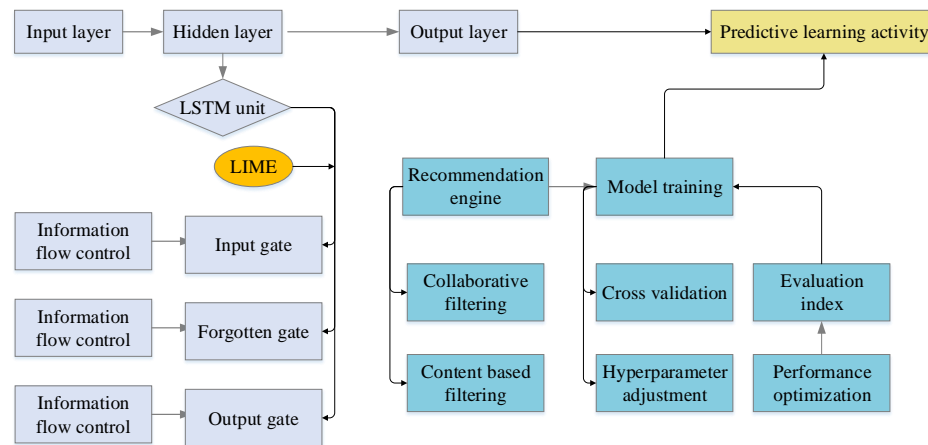 Input layer
Hidden layer
Output layer
Predictive learning activity
LSTM unit
LIME
Recommendation
engine
Model training
Information
flow control
Input gate
Collaborative
filtering
Cross validation
Evaluation
index
Information
flow control
Forgotten gate
Content based
filtering
Hyperparameter
adjustment
Performance
optimization
Information
flow control
Output gate